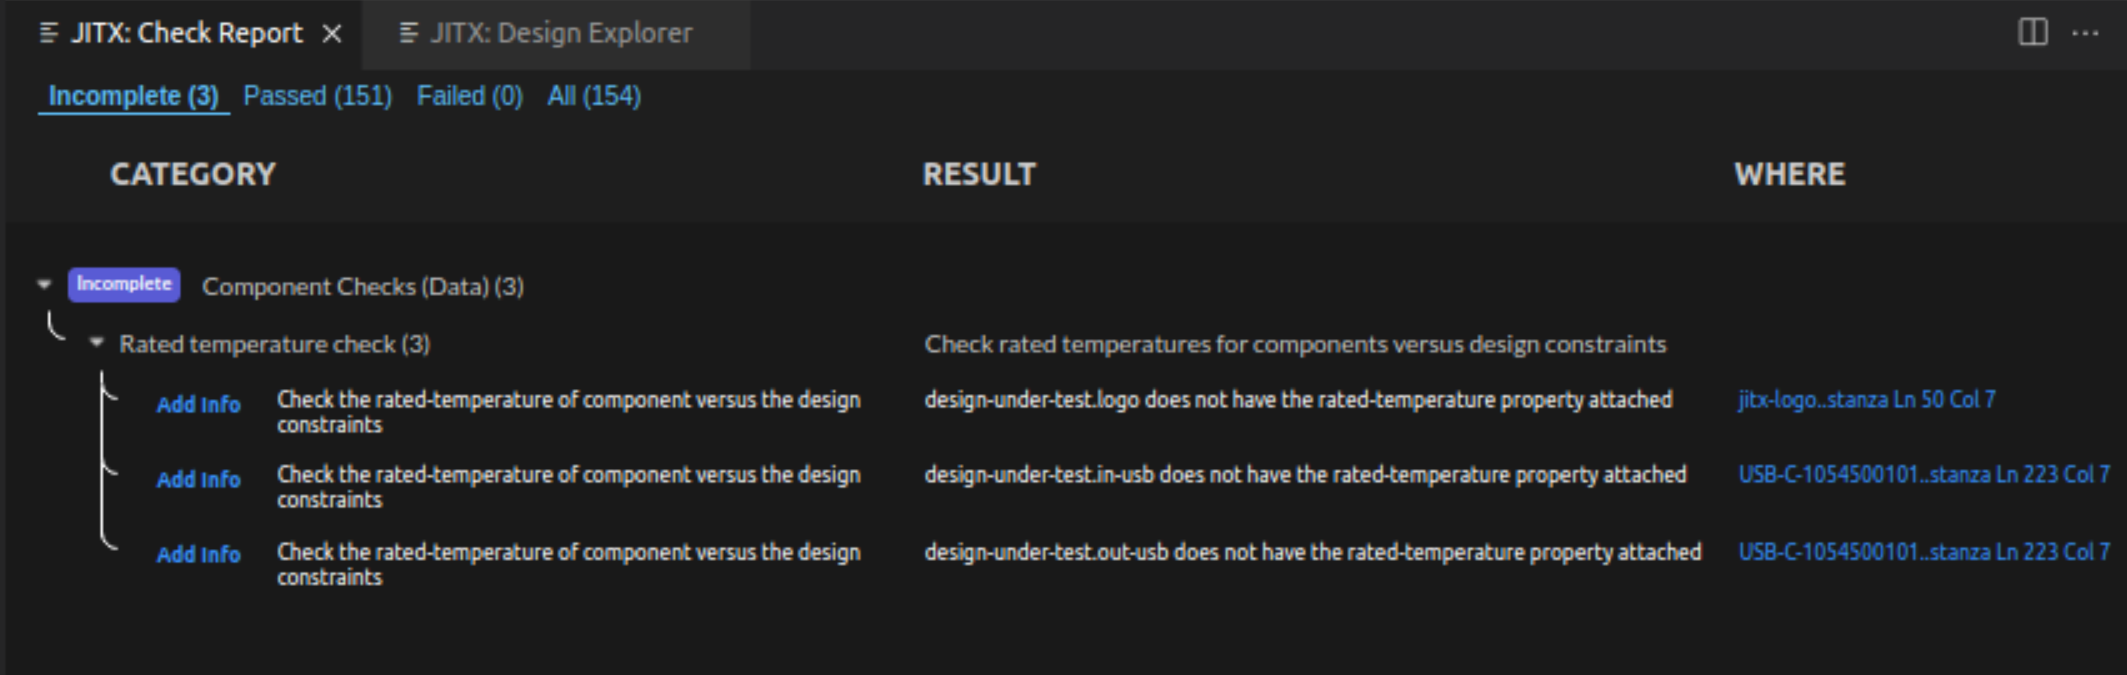 JITX: Check Report
JITX: Design Explorer
Incomplete (3) Passed (151) Failed (0) All (154)
CATEGORY RESULT WHERE
Incomplete Component Checks (Data) (3)
Rated temperature check (3) Check rated temperatures for components versus design constraints
Add Info Check the rated-temperature of component versus the design
constraints
design-under-test.logo does not have the rated-temperature property attached
jitx-logo..stanza Ln 50 Col 7
Add Info Check the rated-temperature of component versus the design
constraints
design-under-test.in-usb does not have the rated-temperature property attached
USB-C-1054500101..stanza Ln 223 Col 7
Add Info Check the rated-temperature of component versus the design
constraints
design-under-test.out-usb does not have the rated-temperature property attached
USB-C-1054500101..stanza Ln 223 Col 7